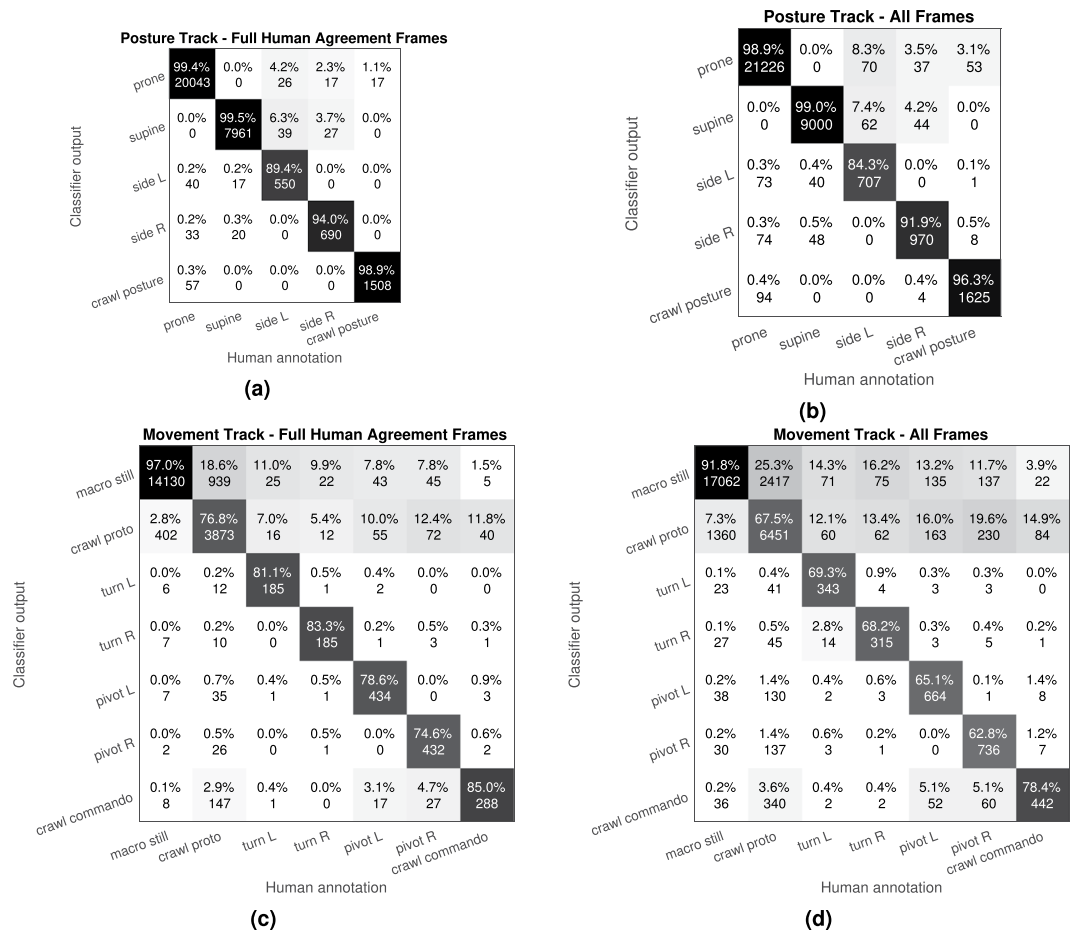 Posture Track - Full Human Agreement Frames
prone 99.4% 0.0% 4.2% 2.3% 1.1%
20043 0 26 17 17
supine 0.0% 99.5% 6.3% 3.7% 0.0%
0 7961 39 27 0
side L 0.2% 0.2% 89.4% 0.0% 0.0%
40 17 550 0 0
side R 0.2% 0.3% 0.0% 94.0% 0.0%
33 20 0 690 0
crawl posture 0.3% 0.0% 0.0% 0.0% 98.9%
57 0 0 0 1508
Classifier output
prone supine side L side R crawl posture
Human annotation
(a)
Posture Track - All Frames
prone 98.9% 0.0% 8.3% 3.5% 3.1%
21226 0 70 37 53
supine 0.0% 99.0% 7.4% 4.2% 0.0%
0 9000 62 44 0
side L 0.3% 0.4% 84.3% 0.0% 0.1%
73 40 707 0 1
side R 0.3% 0.5% 0.0% 91.9% 0.5%
74 48 0 970 8
crawl posture 0.4% 0.0% 0.0% 0.4% 96.3%
94 0 0 4 1625
Classifier output
prone supine side L side R crawl posture
Human annotation
(b)
Movement Track - Full Human Agreement Frames
macro still 97.0% 18.6% 11.0% 9.9% 7.8% 7.8% 1.5%
14130 939 25 22 43 45 5
crawl proto 2.8% 76.8% 7.0% 5.4% 10.0% 12.4% 11.8%
402 3873 16 12 55 72 40
turn L 0.0% 0.2% 81.1% 0.5% 0.4% 0.0% 0.0%
6 12 185 1 2 0 0
turn R 0.0% 0.2% 0.0% 83.3% 0.2% 0.5% 0.3%
7 10 0 185 1 3 1
pivot L 0.0% 0.7% 0.4% 0.5% 78.6% 0.0% 0.9%
7 35 1 1 434 0 3
pivot R 0.0% 0.5% 0.0% 0.5% 0.0% 74.6% 0.6%
2 26 0 1 0 432 2
crawl commando 0.1% 2.9% 0.4% 0.0% 3.1% 4.7% 85.0%
8 147 1 0 17 27 288
Classifier output
macro still crawl proto turn L turn R pivot L pivot R crawl commando
Human annotation
(c)
Movement Track - All Frames
macro still 91.8% 25.3% 14.3% 16.2% 13.2% 11.7% 3.9%
17062 2417 71 75 135 137 22
crawl proto 7.3% 67.5% 12.1% 13.4% 16.0% 19.6% 14.9%
1360 6451 60 62 163 230 84
turn L 0.1% 0.4% 69.3% 0.9% 0.3% 0.3% 0.0%
23 41 343 4 3 3 0
turn R 0.1% 0.5% 2.8% 68.2% 0.3% 0.4% 0.2%
27 45 14 315 3 5 1
pivot L 0.2% 1.4% 0.4% 0.6% 65.1% 0.1% 1.4%
38 130 2 3 664 1 8
pivot R 0.2% 1.4% 0.6% 0.2% 0.0% 62.8% 1.2%
30 137 3 1 0 736 7
crawl commando 0.2% 3.6% 0.4% 0.4% 5.1% 5.1% 78.4%
36 340 2 2 52 60 442
Classifier output
macro still crawl proto turn L turn R pivot L pivot R crawl commando
Human annotation
(d)